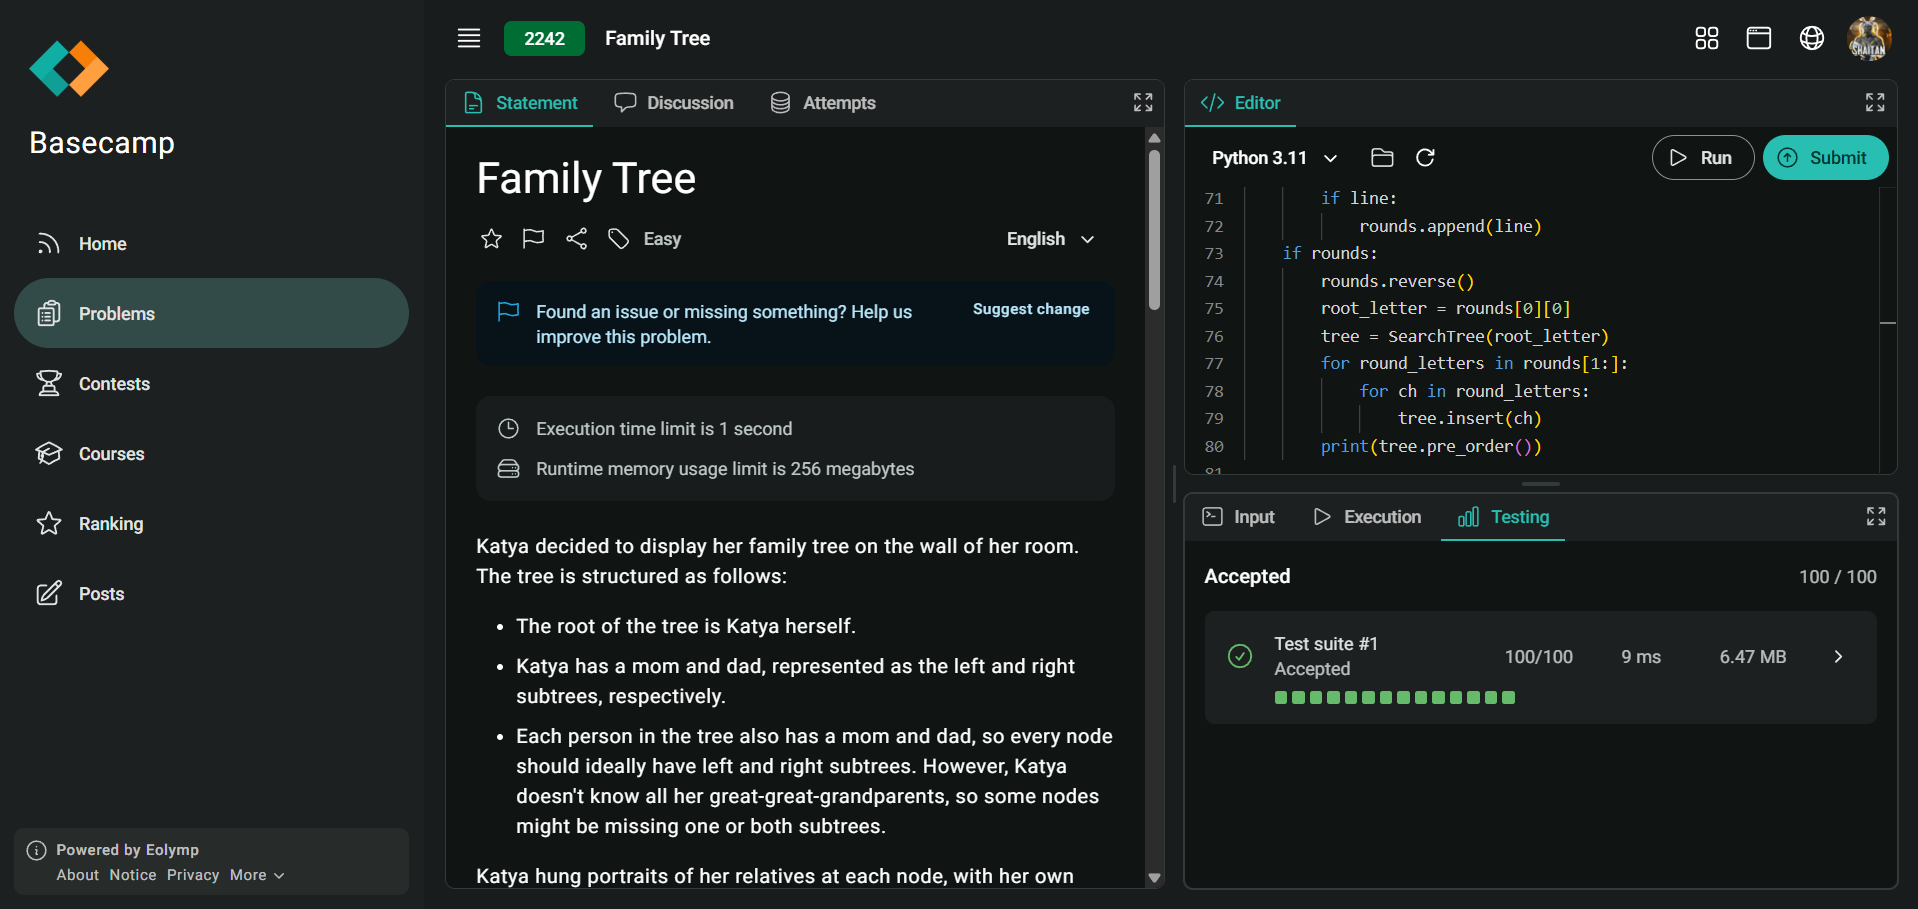 Basecamp
Home
Problems
Contests
Courses
Ranking
Posts
Powered by Eolymp
About Notice Privacy More
2242 Family Tree
SHAITAN
Statement Discussion Attempts
Family Tree
Easy
English
Found an issue or missing something? Help us
improve this problem.
Suggest change
Execution time limit is 1 second
Runtime memory usage limit is 256 megabytes
Katya decided to display her family tree on the wall of her room.
The tree is structured as follows:
• The root of the tree is Katya herself.
• Katya has a mom and dad, represented as the left and right
subtrees, respectively.
• Each person in the tree also has a mom and dad, so every node
should ideally have left and right subtrees. However, Katya
doesn't know all her great-great-grandparents, so some nodes
might be missing one or both subtrees.
Katya hung portraits of her relatives at each node, with her own
Editor
Python 3.11
Run
Submit
71 if line:
72 rounds.append(line)
73 if rounds:
74 rounds.reverse()
75 root_letter = rounds[0][0]
76 tree = SearchTree(root_letter)
77 for round_letters in rounds[1:]:
78 for ch in round_letters:
79 tree.insert(ch)
80 print(tree.pre_order())
81
Input Execution Testing
Accepted 100 / 100
Test suite #1
Accepted
100/100 9 ms 6.47 MB